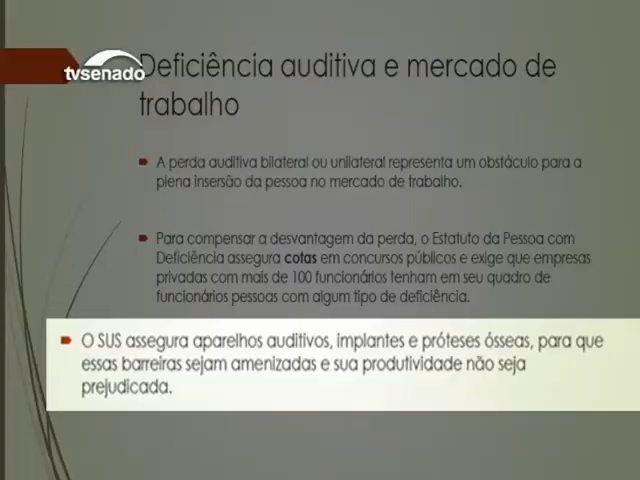 tvsenado
Deficiência auditiva e mercado de
trabalho
A perda auditiva bilateral ou unilateral representa um obstáculo para a
plena insersão da pessoa no mercado de trabalho.
Para compensar a desvantagem da perda, o Estatuto da Pessoa com
Deficiência assegura cotas em concursos públicos e exige que empresas
privadas com mais de 100 funcionários tenham em seu quadro de
funcionários pessoas com algum tipo de deficiência.
O SUS assegura aparelhos auditivos, implantes e próteses ósseas, para que
essas barreiras sejam amenizadas e sua produtividade não seja
prejudicada.